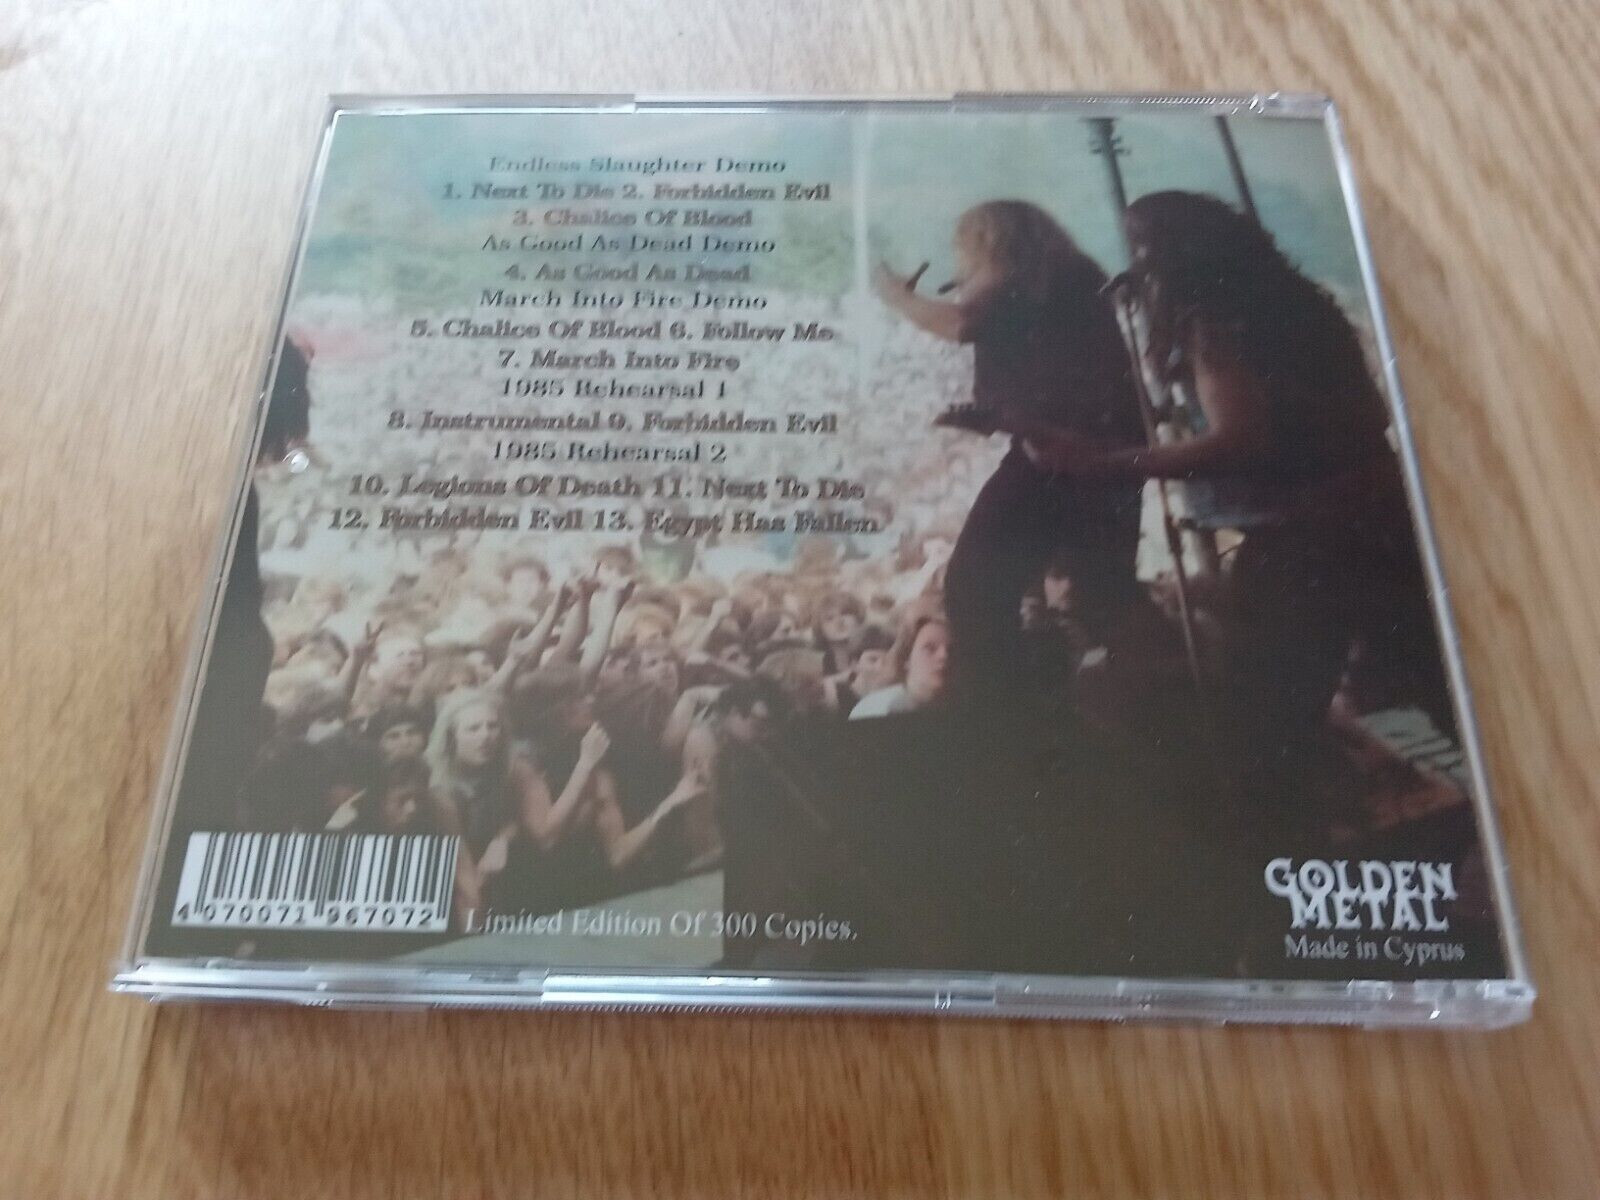 Endless Slaughter Demo
1. Next To Die 2. Forbidden Evil
3. Chalice Of Blood
As Good As Dead Demo
4. As Good As Dead
March Into Fire Demo
5. Chalice Of Blood 6. Follow Me
7. March Into Fire
1985 Rehearsal 1
8. Instrumental 9. Forbidden Evil
1985 Rehearsal 2
10. Legions Of Death 11. Next To Die
12. Forbidden Evil 13. Egypt Has Fallen
4 070071 967072
Limited Edition Of 300 Copies.
GOLDEN
METAL
Made in Cyprus